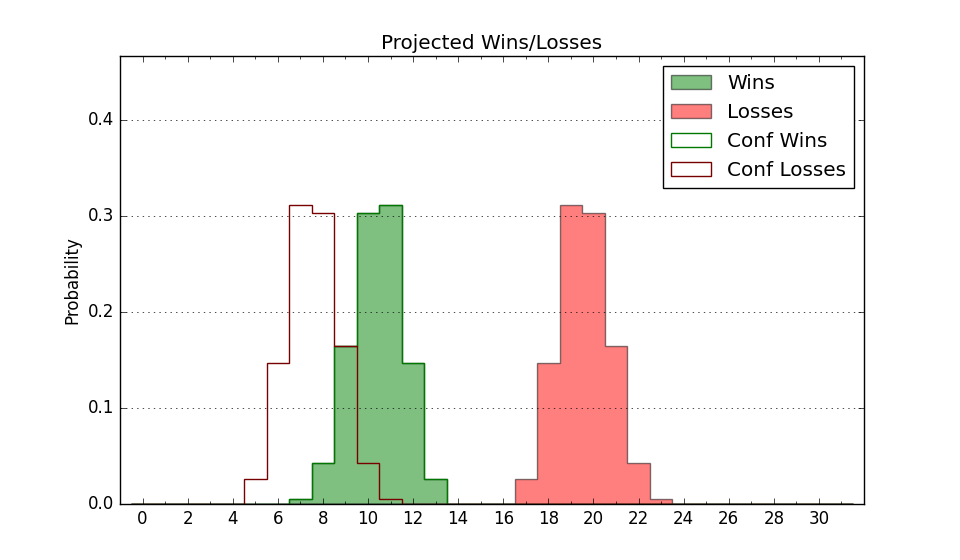 Projected Wins/Losses
Wins
Losses
Conf Wins
Conf Losses
Probability
0.4
0.3
0.2
0.1
0.0
0 2 4 6 8 10 12 14 16 18 20 22 24 26 28 30